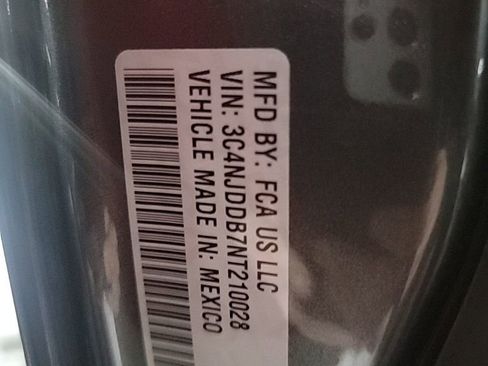 MFD BY: FCA US LLC
VIN: 3C4NJDDB7NT210028
VEHICLE MADE IN: MEXICO